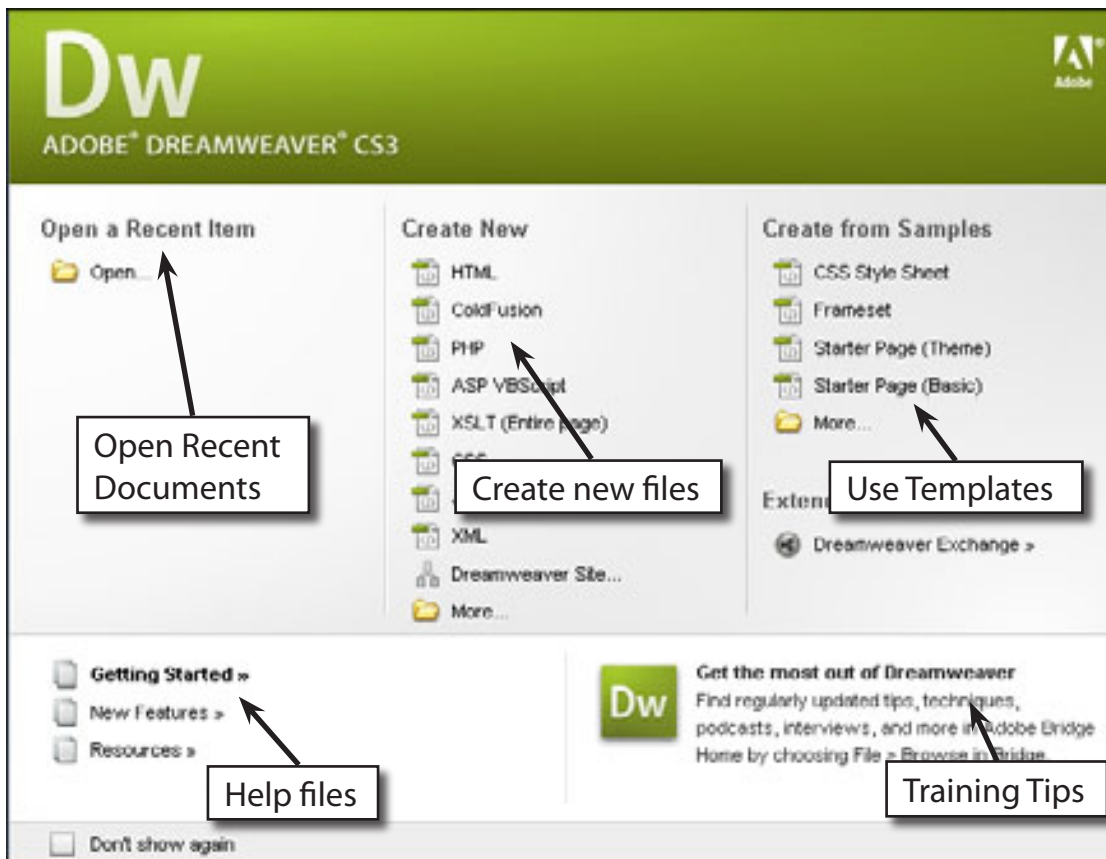 Dw
Adobe
ADOBE® DREAMWEAVER® CS3
Open a Recent Item
Open...
Open Recent
Documents
Create New
HTML
ColdFusion
PHP
ASP VBScript
XSLT (Entire page)
XML
Dreamweaver Site...
More...
Create new files
Create from Samples
CSS Style Sheet
Frameset
Starter Page (Theme)
Starter Page (Basic)
More...
Use Templates
Dreamweaver Exchange »
Getting Started »
New Features »
Resources »
Help files
Dw
Get the most out of Dreamweaver
Find regularly updated tips, techniques,
podcasts, interviews, and more in Adobe Bridge
Home by choosing File > Browse in Bridge.
Training Tips
Don't show again